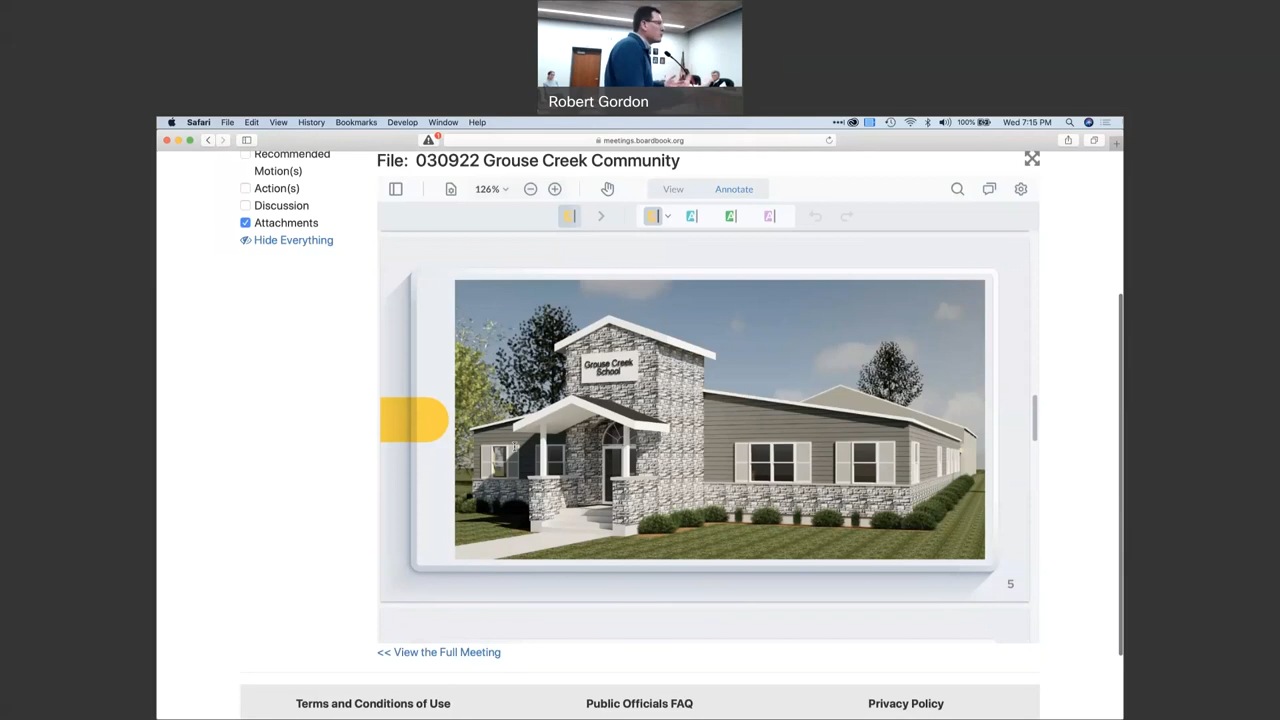 Robert Gordon
Safari File Edit View History Bookmarks Develop Window Help
100% Wed 7:15 PM
1
meetings.boardbook.org
Recommended
Motion(s)
Action(s)
Discussion
Attachments
Hide Everything
File: 030922 Grouse Creek Community
126%
View Annotate
Grouse Creek
School
5
<< View the Full Meeting
Terms and Conditions of Use Public Officials FAQ Privacy Policy